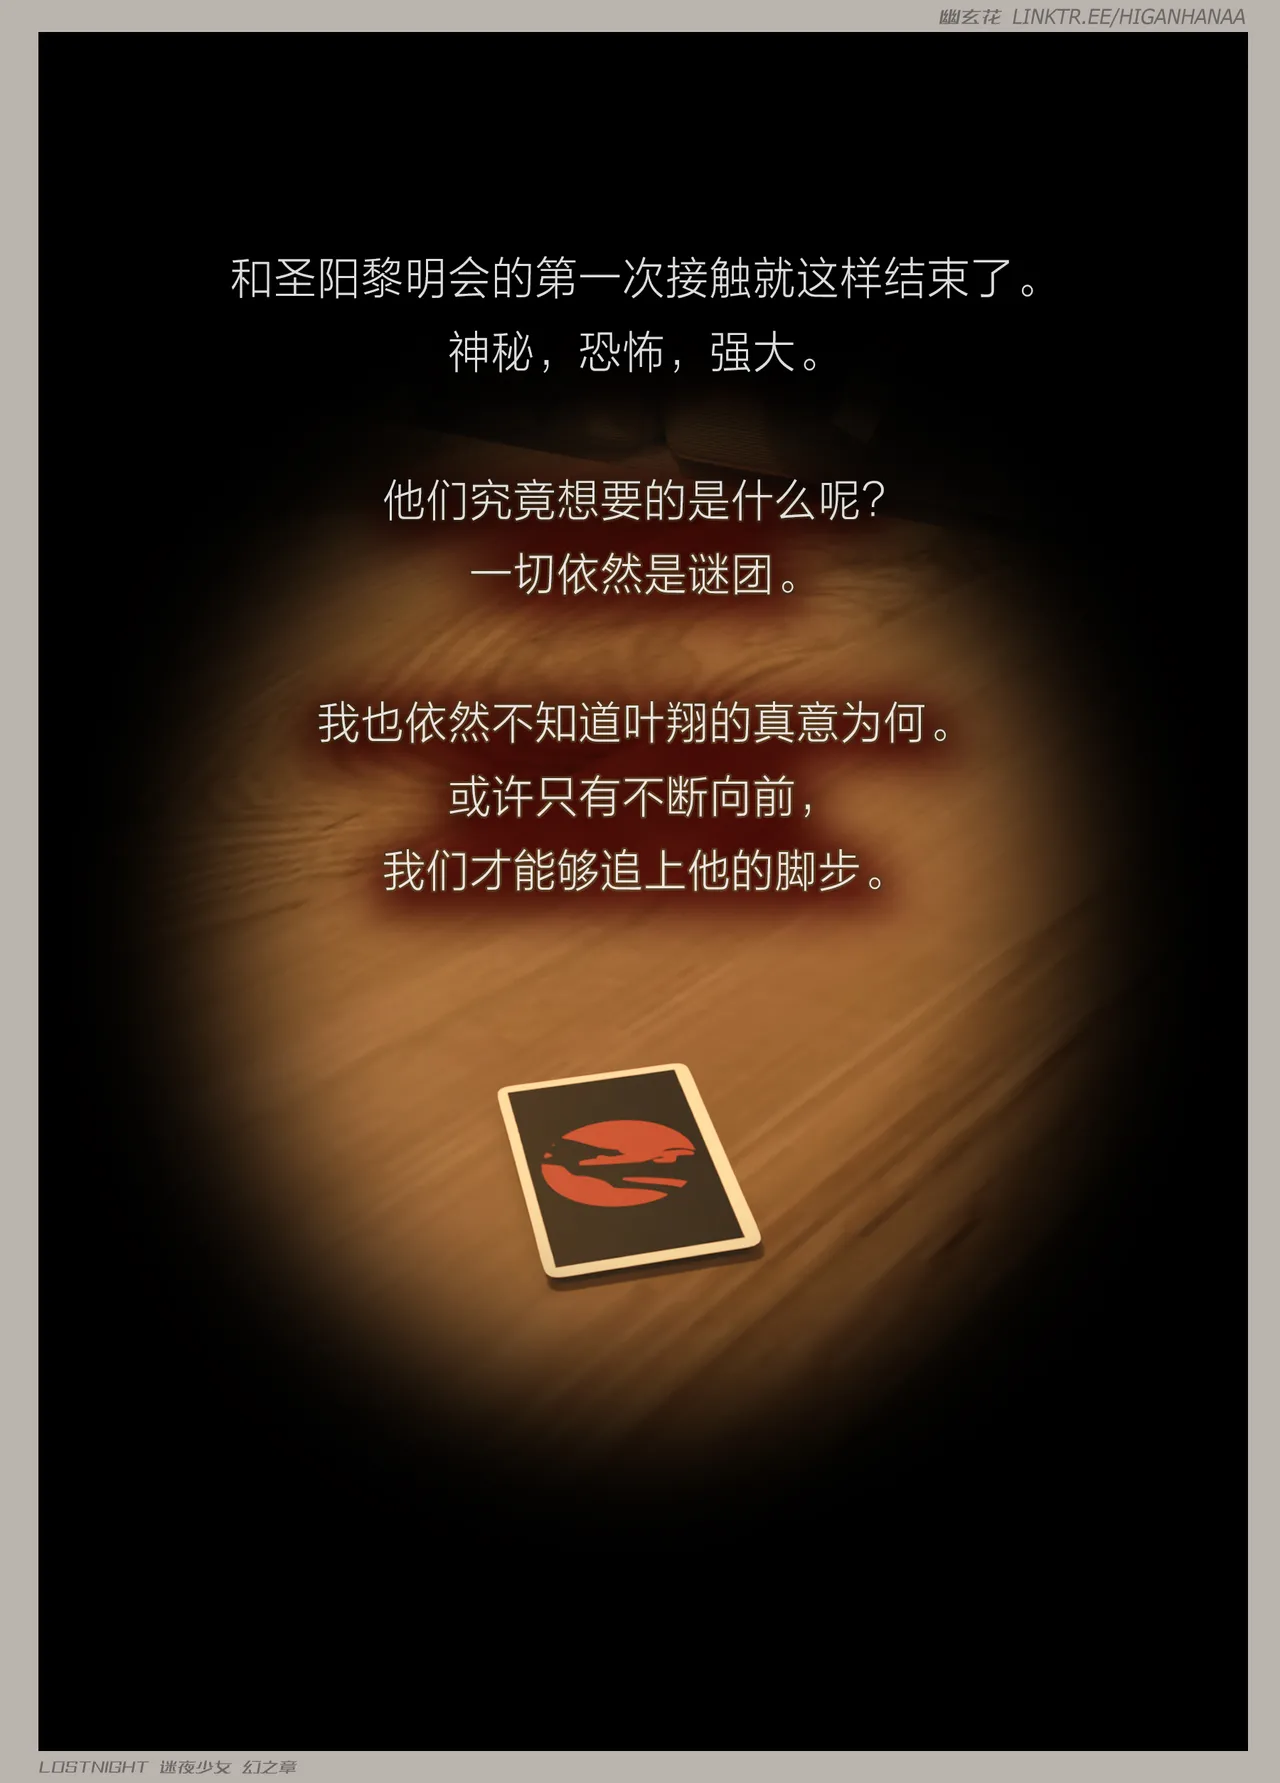 幽玄花 LINKTR.EE/HIGANHANAA
和圣阳黎明会的第一次接触就这样结束了。
神秘，恐怖，强大。
他们究竟想要的是什么呢？
一切依然是谜团。
我也依然不知道叶翔的真意为何。
或许只有不断向前，
我们才能够追上他的脚步。
LOSTNIGHT 迷夜少女 幻之章